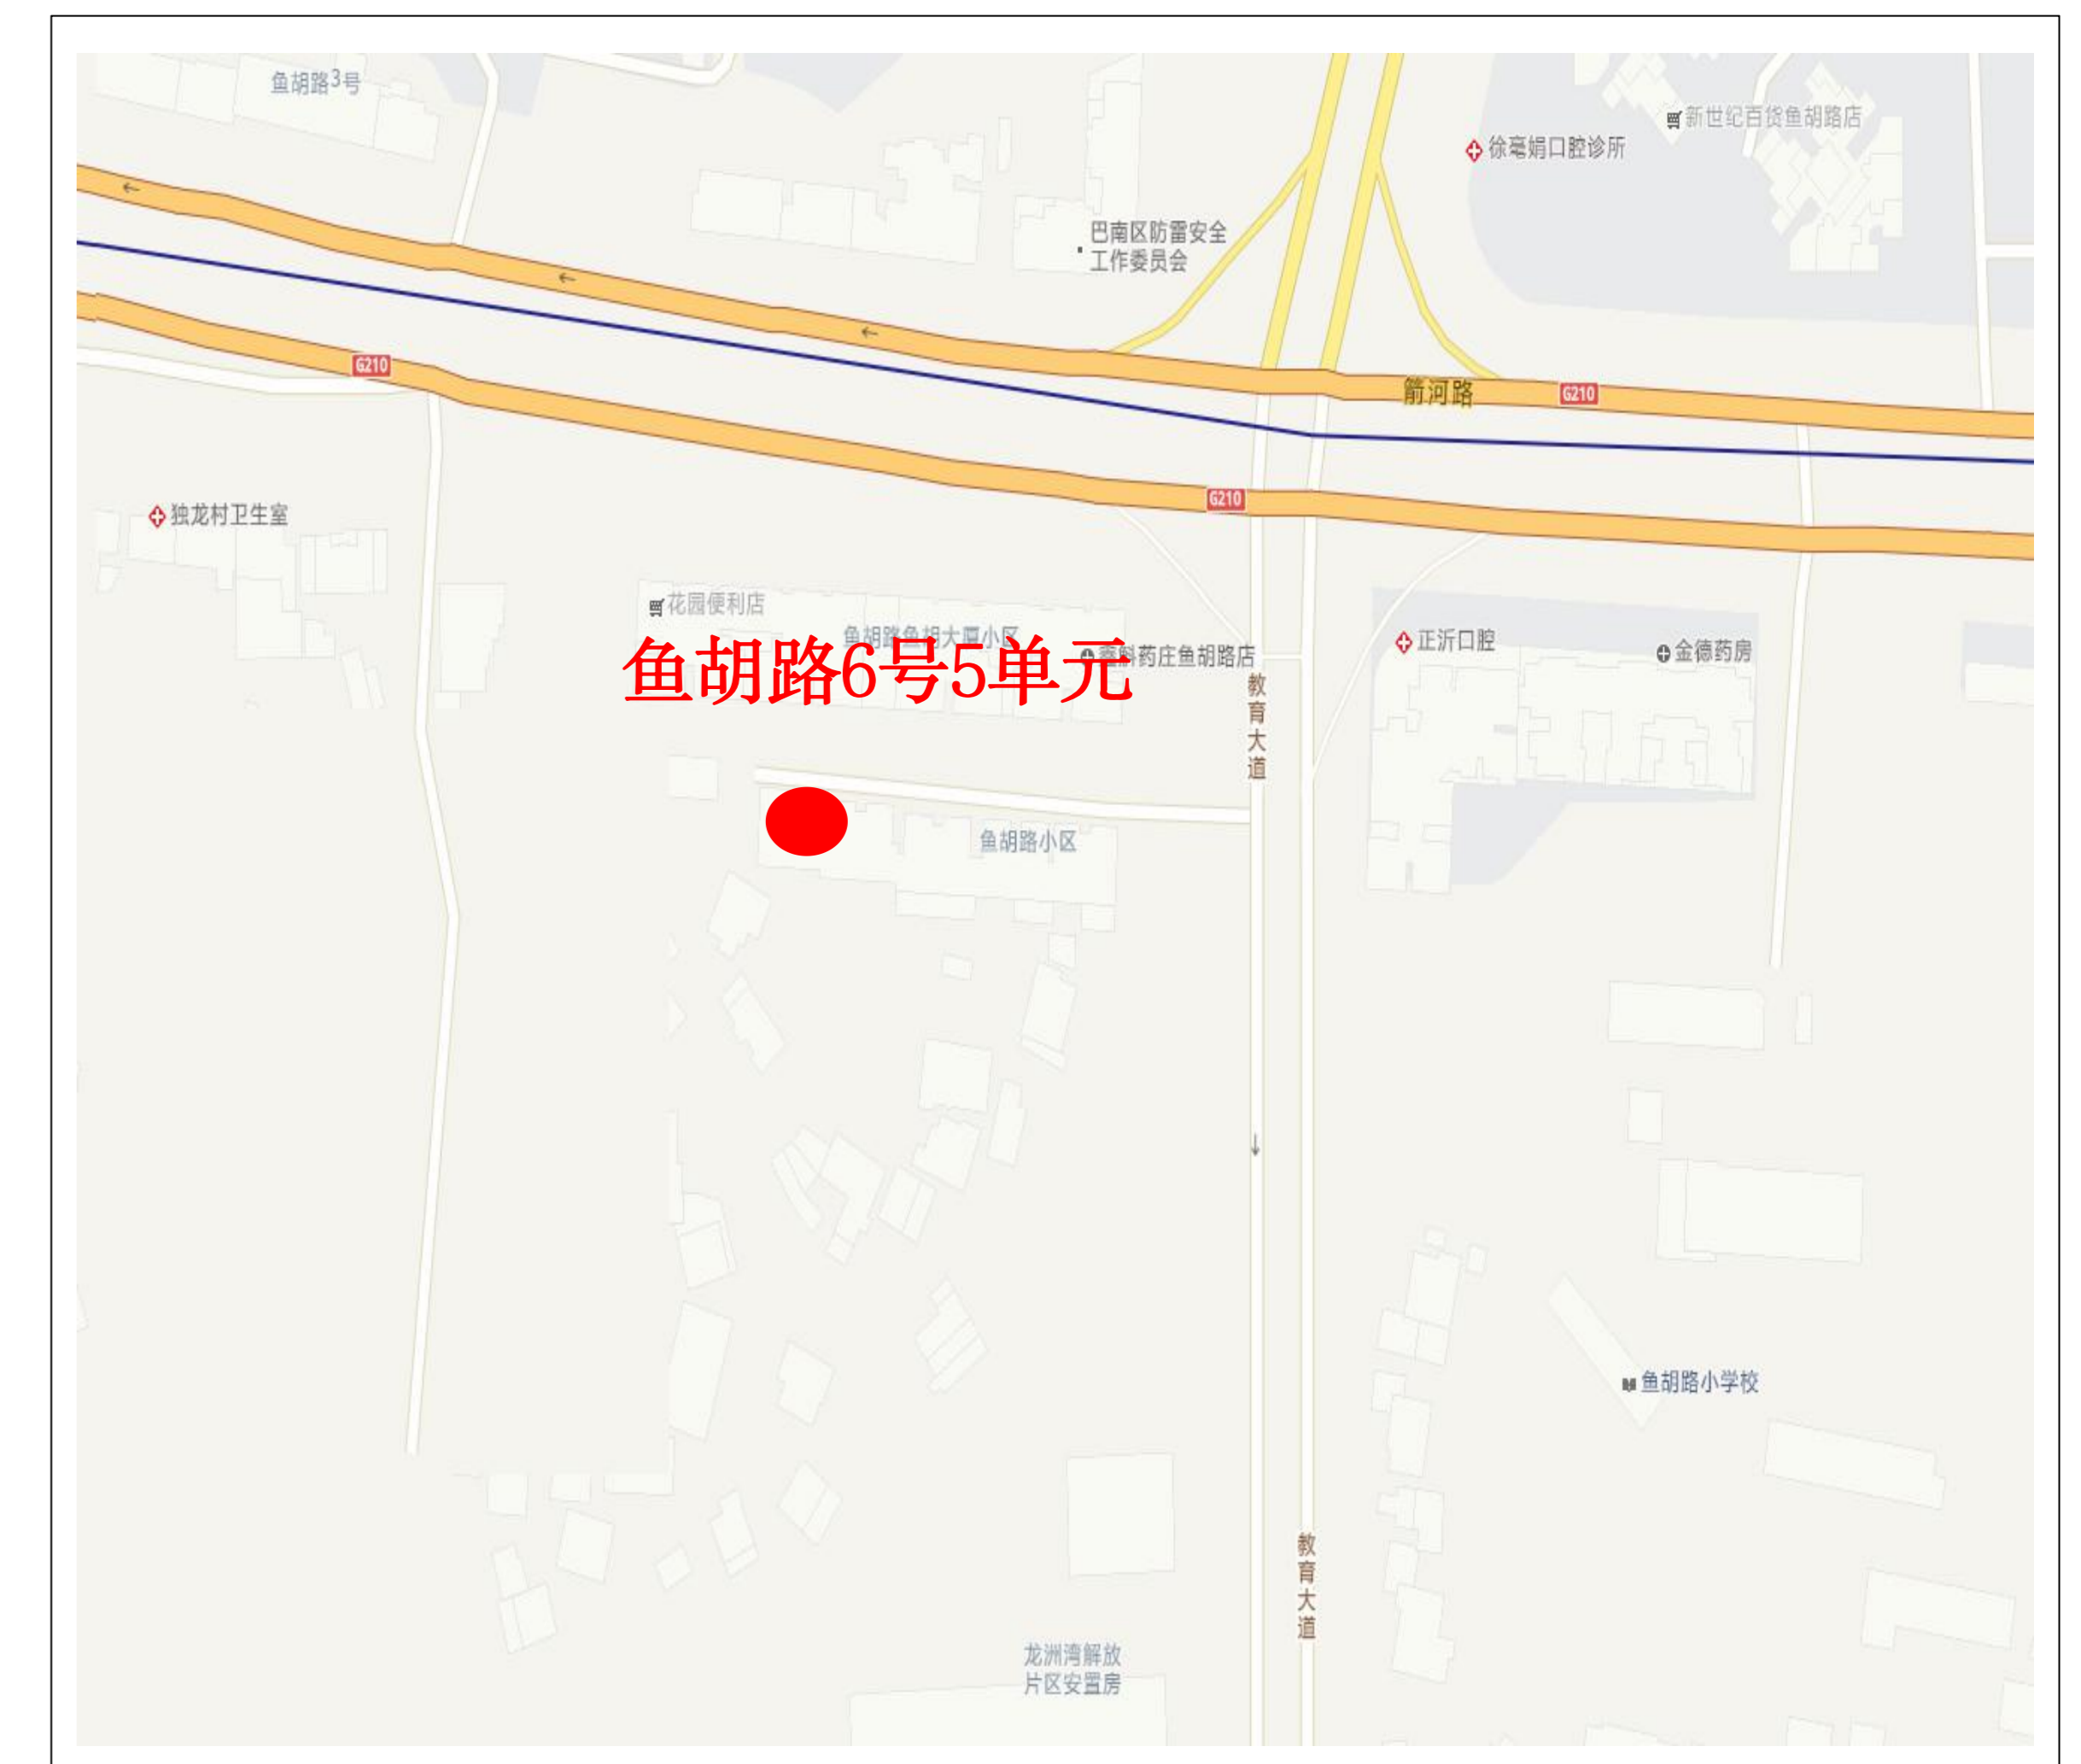 鱼胡路3号
新世纪百货鱼胡路店
徐毫娟口腔诊所
巴南区防雷安全
工作委员会
G210
箭河路
G210
G210
独龙村卫生室
花园便利店
鱼胡路鱼胡大厦小区
鱼胡路6号5单元
药庄鱼胡路店
正沂口腔
金德药房
教育大道
鱼胡路小区
鱼胡路小学校
教育大道
龙洲湾解放
片区安置房